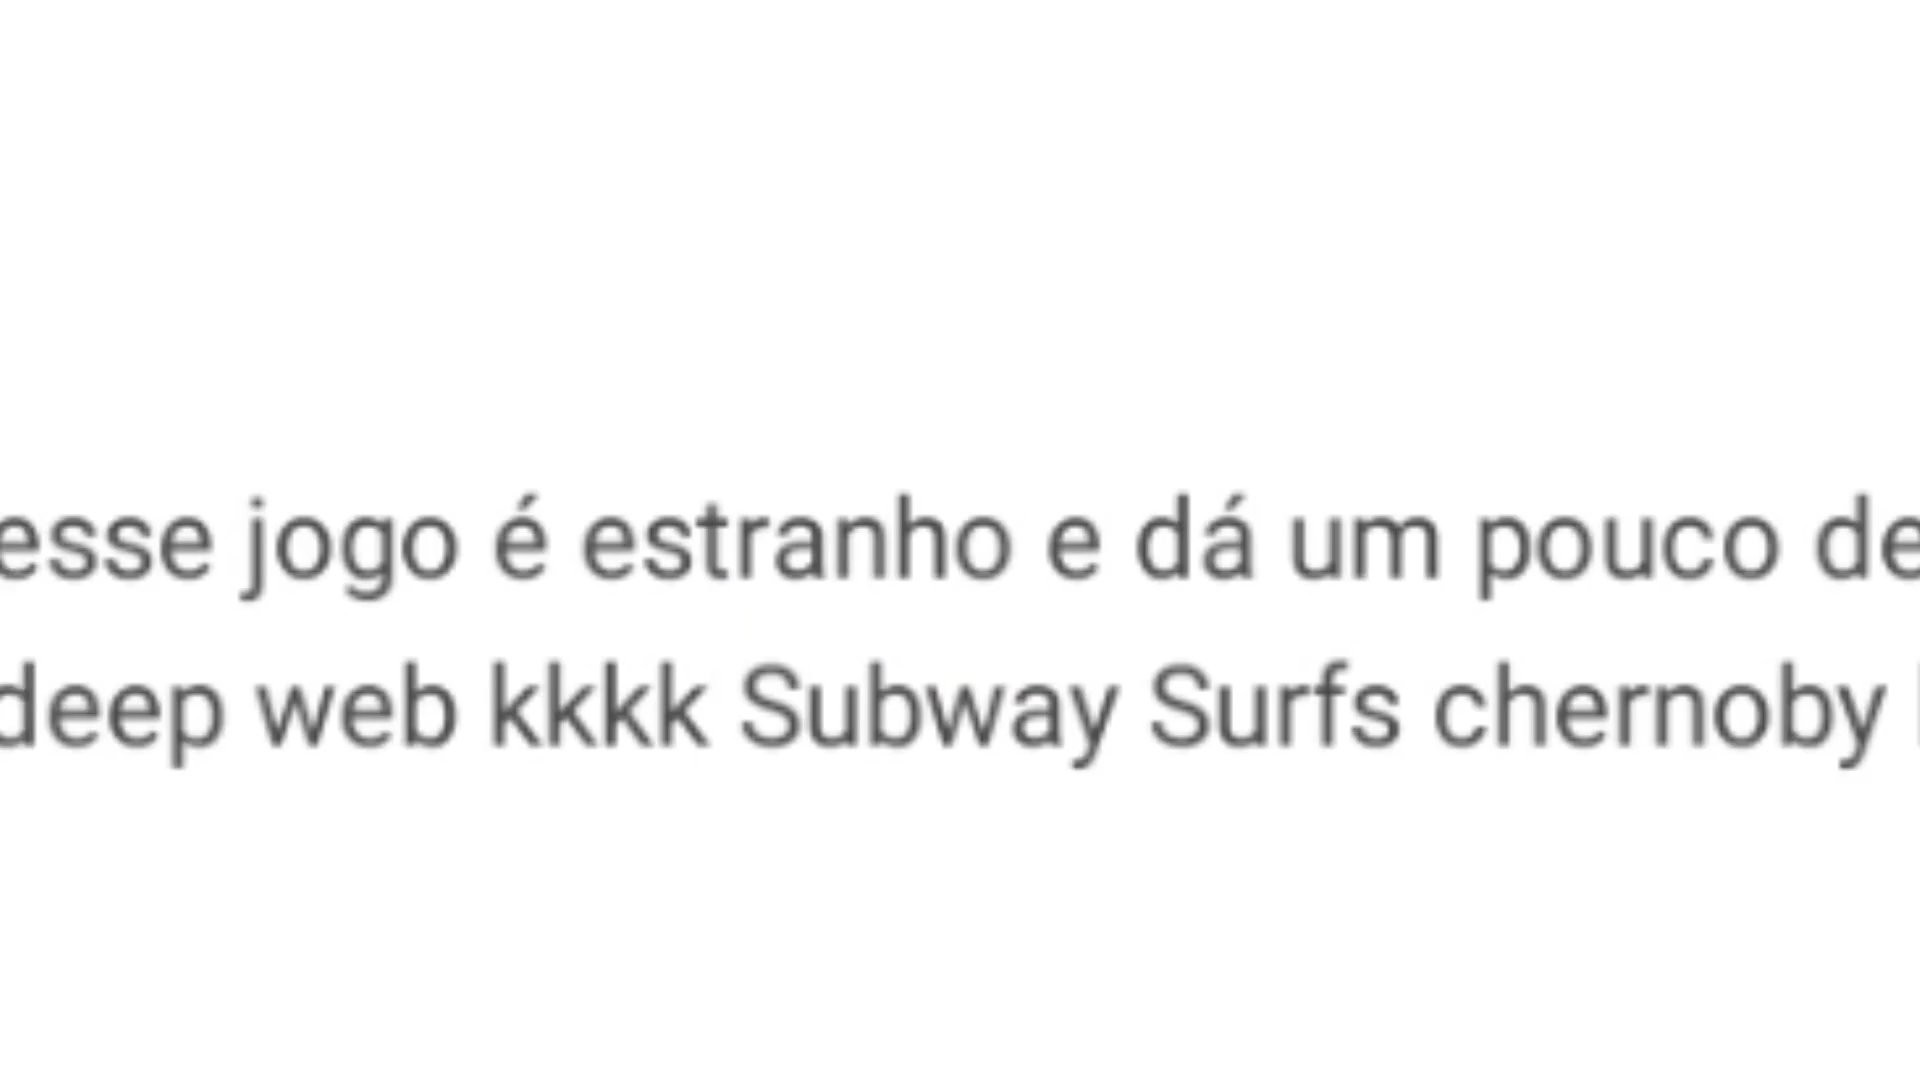 esse jogo é estranho e dá um pouco de
deep web kkkk Subway Surfs chernoby